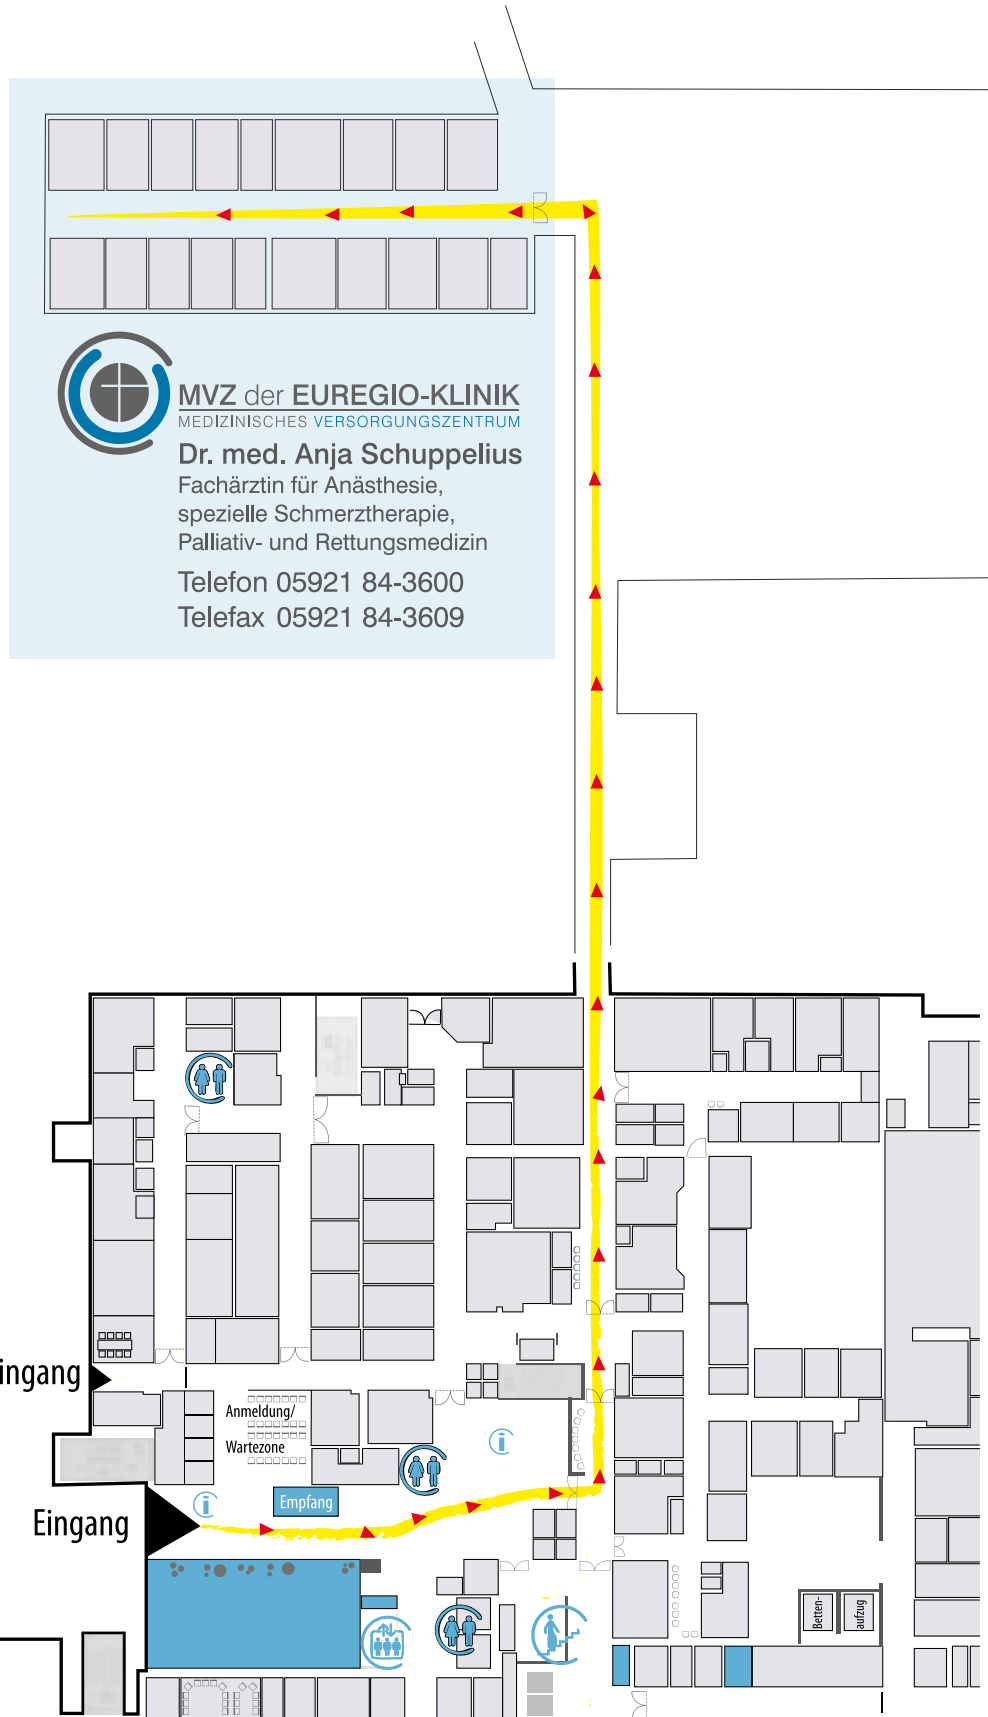 MVZ der EUREGIO-KLINIK
MEDIZINISCHES VERSORGUNGSZENTRUM
Dr. med. Anja Schuppelius
Fachärztin für Anästhesie,
spezielle Schmerztherapie,
Palliativ- und Rettungsmedizin
Telefon 05921 84-3600
Telefax 05921 84-3609
ingang
Anmeldung/
Wartezone
Empfang
Eingang
Betten-
aufzug